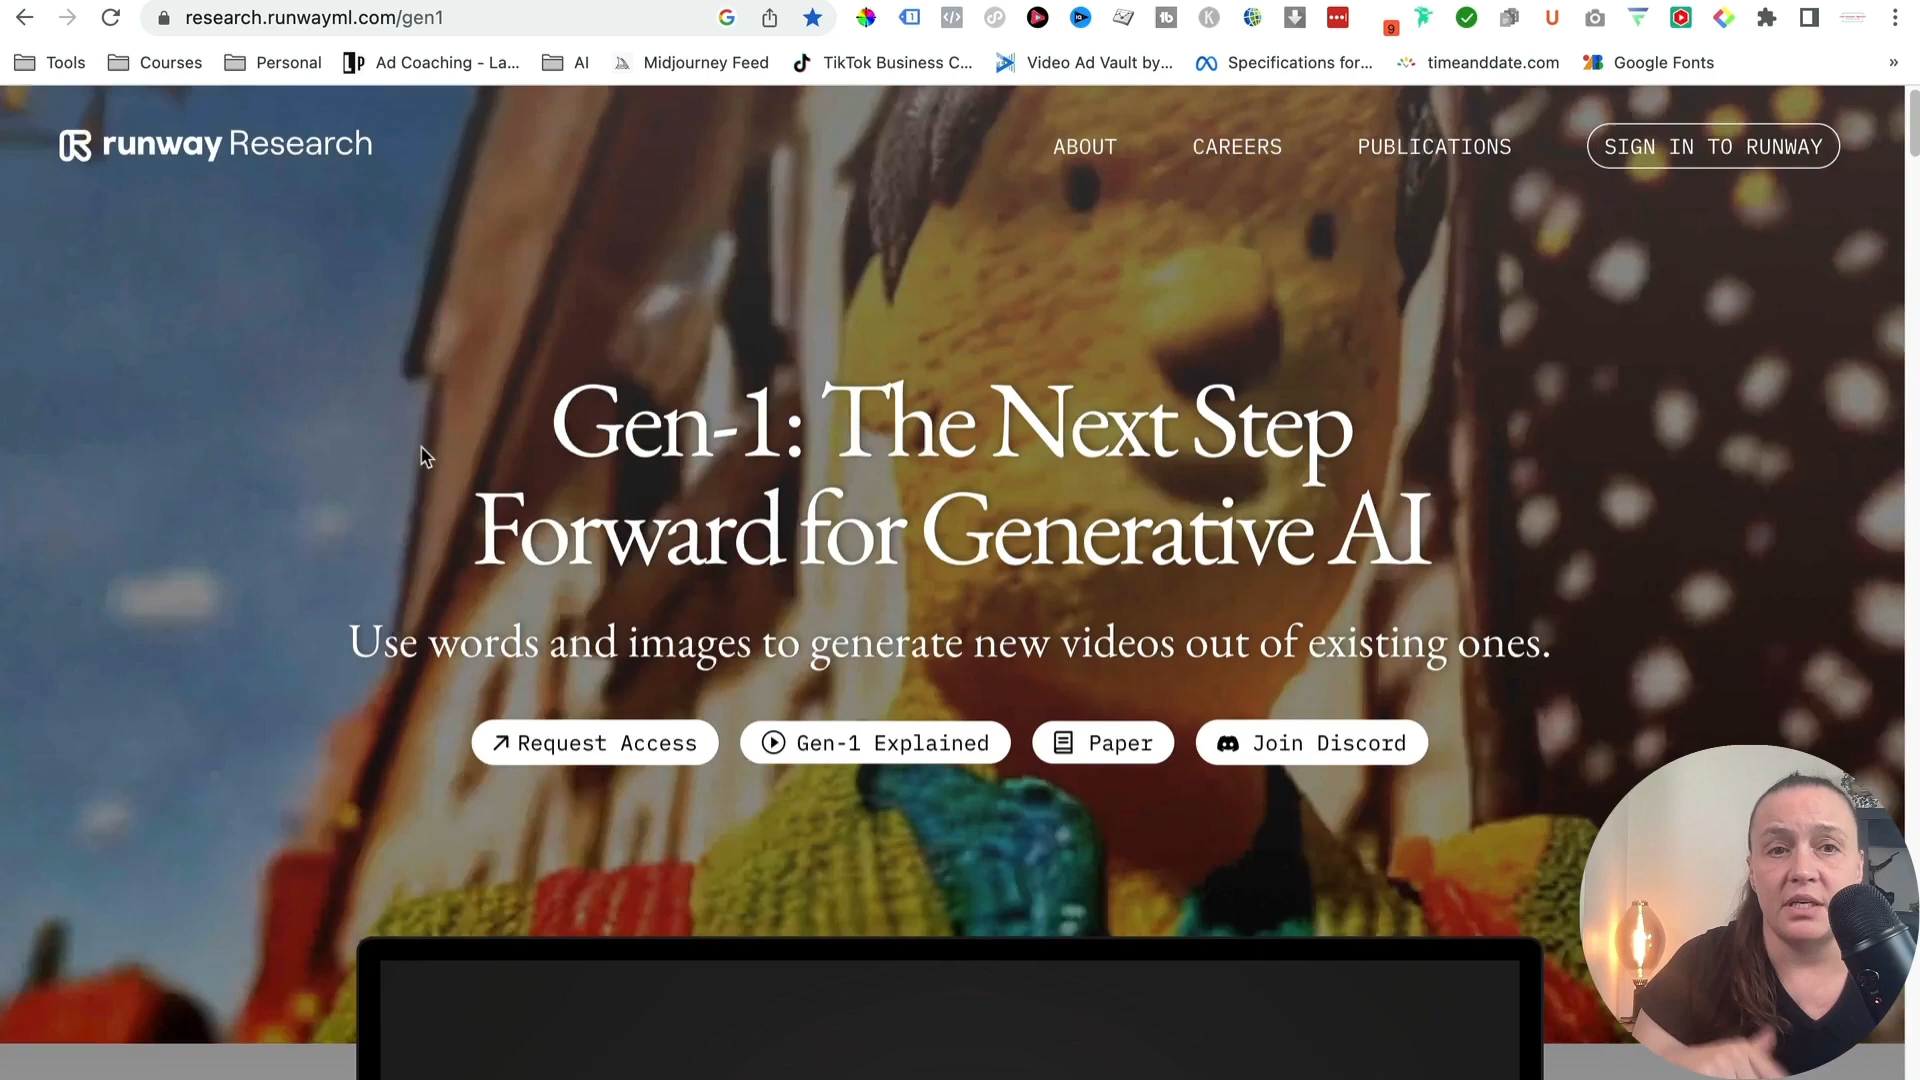 research.runwayml.com/gen1
1
tb
K
9
U
Tools
Courses
Personal
Ad Coaching - La...
AI
Midjourney Feed
TikTok Business C...
Video Ad Vault by...
Specifications for...
timeanddate.com
Google Fonts
»
runway Research
ABOUT
CAREERS
PUBLICATIONS
SIGN IN TO RUNWAY
Gen-1: The Next Step
Forward for Generative AI
Use words and images to generate new videos out of existing ones.
Request Access
Gen-1 Explained
Paper
Join Discord